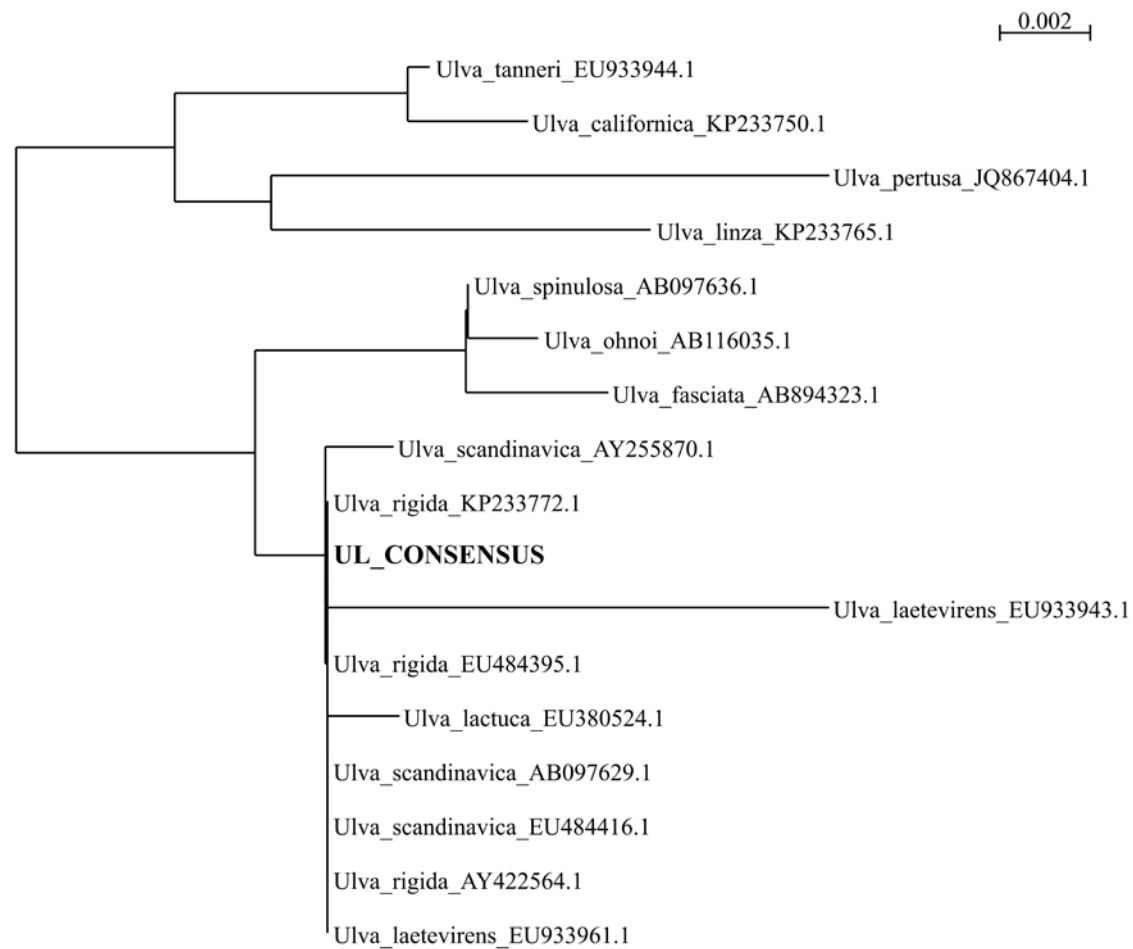 0.002
Ulva_tanneri_EU933944.1
Ulva_californica_KP233750.1
Ulva_pertusa_JQ867404.1
Ulva_linza_KP233765.1
Ulva_spinulosa_AB097636.1
Ulva_ohnoi_AB116035.1
Ulva_fasciata_AB894323.1
Ulva_scandinavica_AY255870.1
Ulva_rigida_KP233772.1
UL_CONSENSUS
Ulva_laetevirens_EU933943.1
Ulva_rigida_EU484395.1
Ulva_lactuca_EU380524.1
Ulva_scandinavica_AB097629.1
Ulva_scandinavica_EU484416.1
Ulva_rigida_AY422564.1
Ulva_laetevirens_EU933961.1